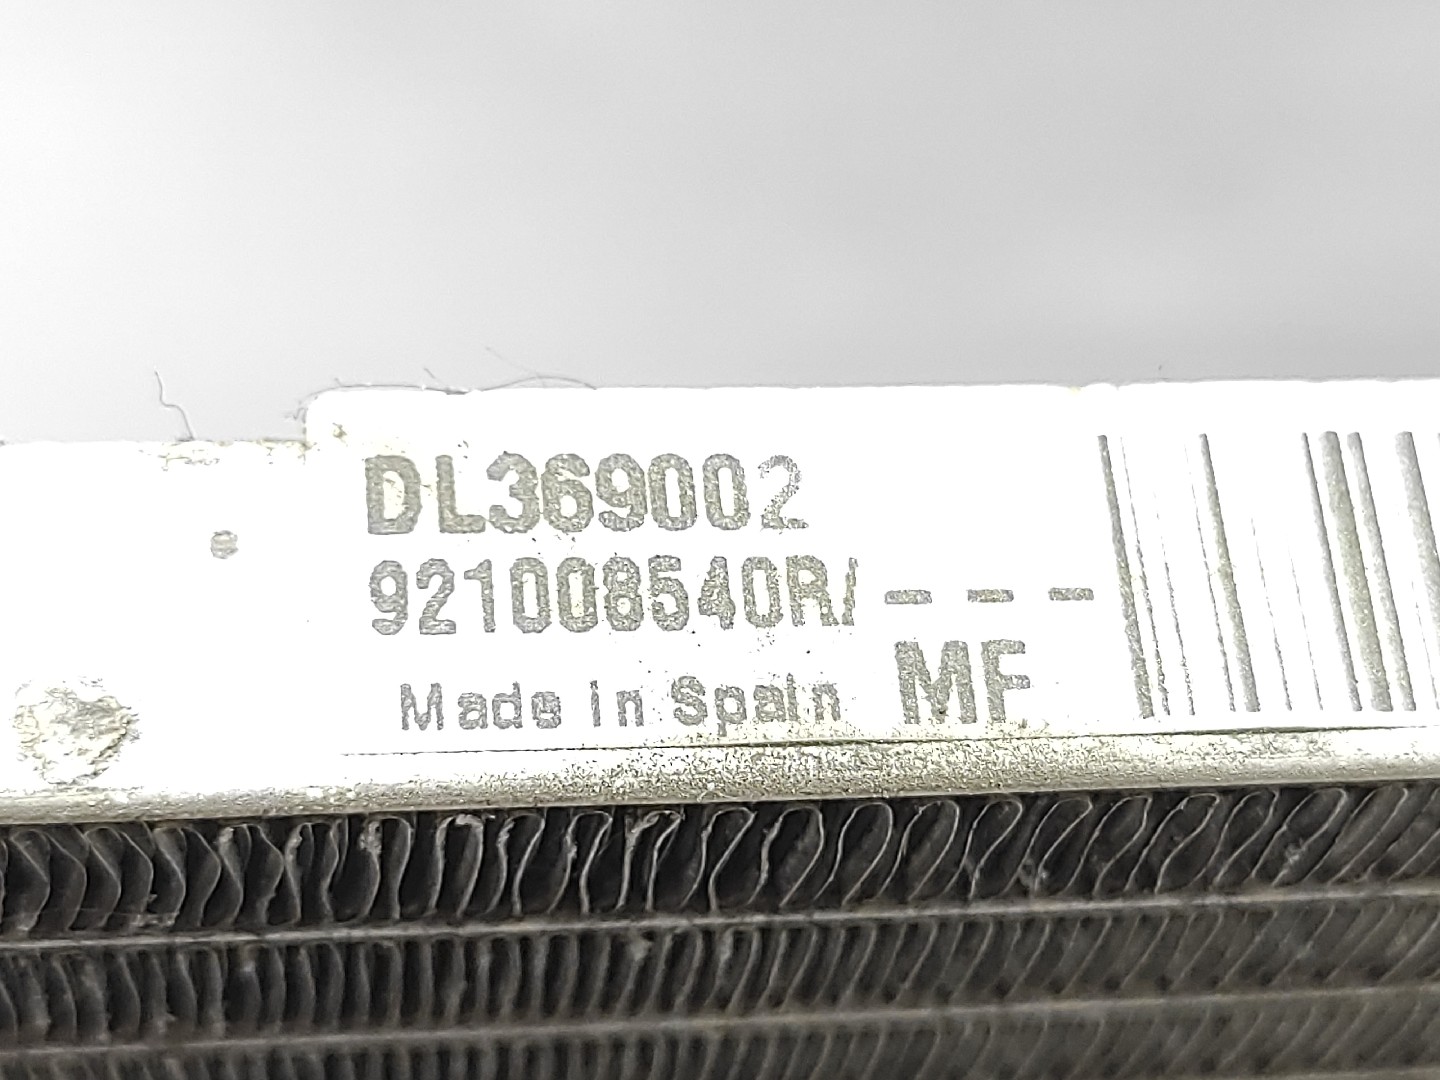 DL369002
921008540R/ - - -
Made in Spain MF